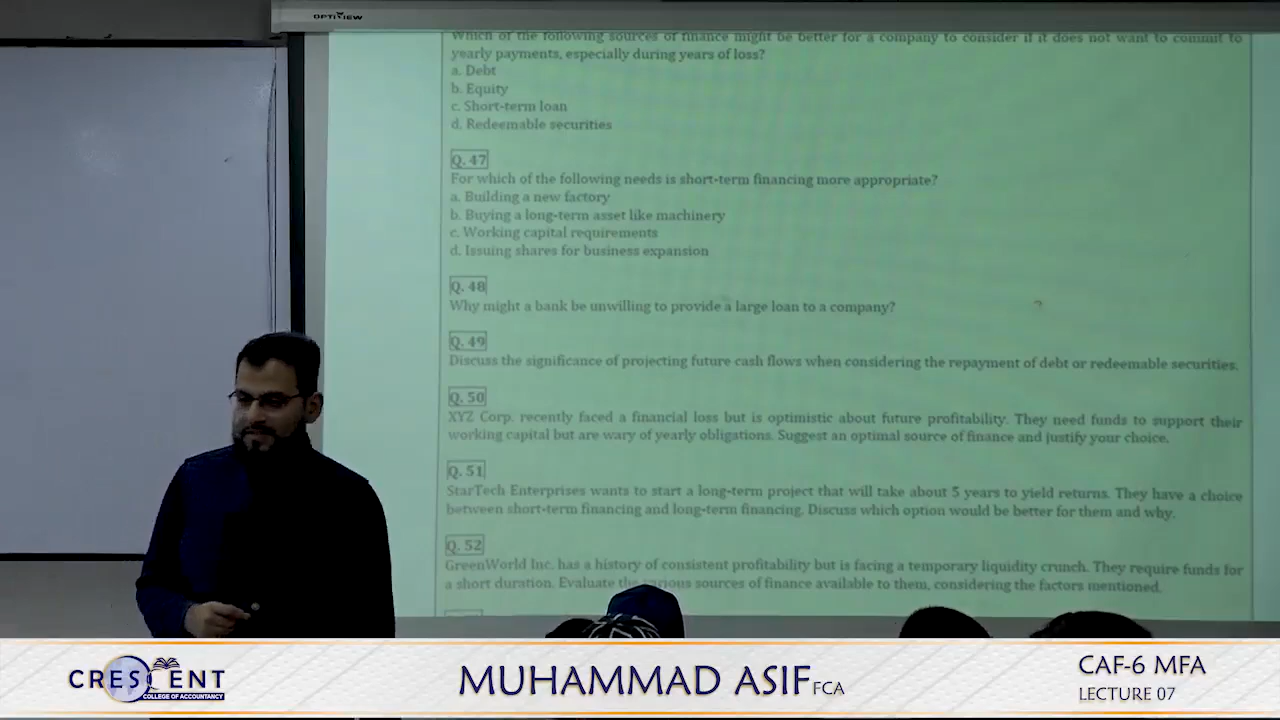 OPTIVIEW
Which of the following sources of finance might be better for a company to consider if it does not want to commit to
yearly payments, especially during years of loss?
a. Debt
b. Equity
c. Short-term loan
d. Redeemable securities
Q. 47
For which of the following needs is short-term financing more appropriate?
a. Building a new factory
b. Buying a long-term asset like machinery
c. Working capital requirements
d. Issuing shares for business expansion
Q. 48
Why might a bank be unwilling to provide a large loan to a company?
Q. 49
Discuss the significance of projecting future cash flows when considering the repayment of debt or redeemable securities.
Q. 50
XYZ Corp. recently faced a financial loss but is optimistic about future profitability. They need funds to support their
working capital but are wary of yearly obligations. Suggest an optimal source of finance and justify your choice.
Q. 51
StarTech Enterprises wants to start a long-term project that will take about 5 years to yield returns. They have a choice
between short-term financing and long-term financing. Discuss which option would be better for them and why.
Q. 52
GreenWorld Inc. has a history of consistent profitability but is facing a temporary liquidity crunch. They require funds for
a short duration. Evaluate the various sources of finance available to them, considering the factors mentioned.
CRESCENT
COLLEGE OF ACCOUNTANCY
MUHAMMAD ASIF FCA
CAF-6 MFA
LECTURE 07